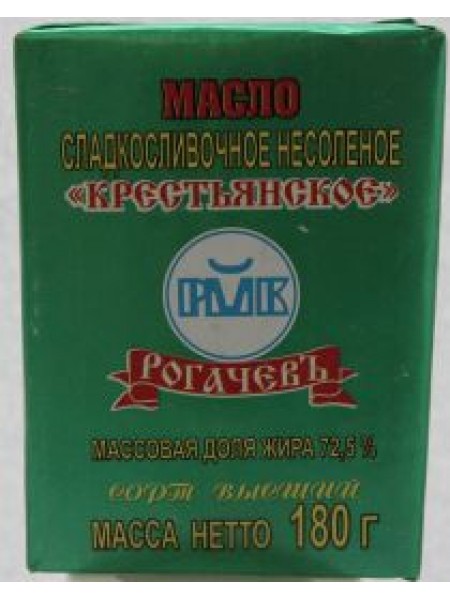 МАСЛО
СЛАДКОСЛИВОЧНОЕ НЕСОЛЕНОЕ
«КРЕСТЬЯНСКОЕ»
РМК
РОГАЧЕВЪ
МАССОВАЯ ДОЛЯ ЖИРА 72,5 %
сорт высший
МАССА НЕТТО 180 г